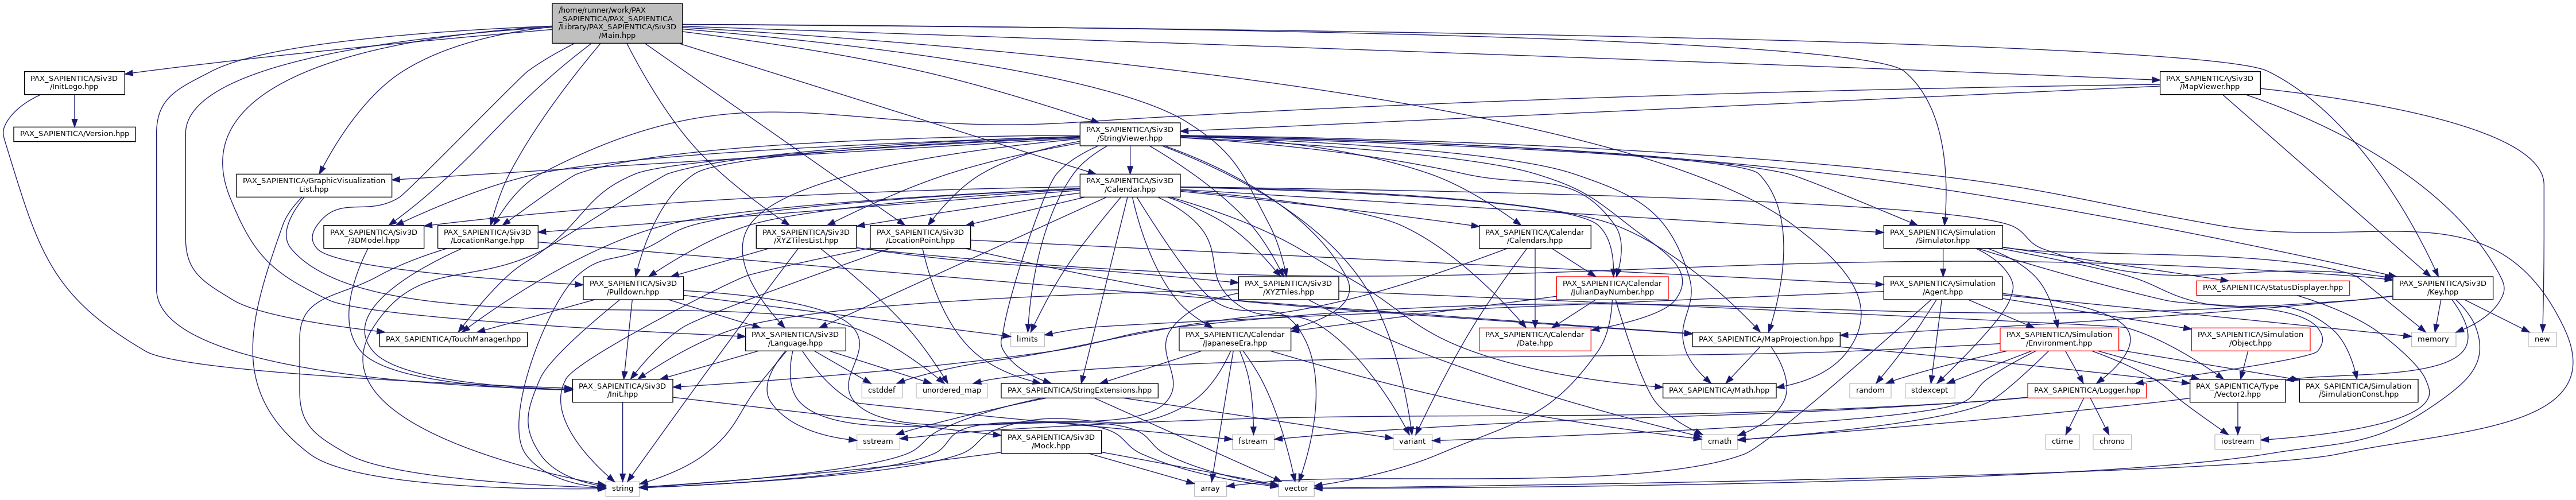 /home/runner/work/PAX
_SAPIENTICA/PAX_SAPIENTICA
/Library/PAX_SAPIENTICA/Siv3D
/Main.hpp
PAX_SAPIENTICA/Siv3D
/InitLogo.hpp
PAX_SAPIENTICA/Siv3D
/MapViewer.hpp
PAX_SAPIENTICA/Version.hpp
PAX_SAPIENTICA/Siv3D
/StringViewer.hpp
PAX_SAPIENTICA/GraphicVisualization
List.hpp
PAX_SAPIENTICA/Siv3D
/Calendar.hpp
PAX_SAPIENTICA/Siv3D
/3DModel.hpp
PAX_SAPIENTICA/Siv3D
/LocationRange.hpp
PAX_SAPIENTICA/Siv3D
/XYZTilesList.hpp
PAX_SAPIENTICA/Siv3D
/LocationPoint.hpp
PAX_SAPIENTICA/Calendar
/Calendars.hpp
PAX_SAPIENTICA/Simulation
/Simulator.hpp
PAX_SAPIENTICA/Siv3D
/Pulldown.hpp
PAX_SAPIENTICA/Siv3D
/XYZTiles.hpp
PAX_SAPIENTICA/Calendar
/JulianDayNumber.hpp
PAX_SAPIENTICA/Simulation
/Agent.hpp
PAX_SAPIENTICA/StatusDisplayer.hpp
PAX_SAPIENTICA/Siv3D
/Key.hpp
PAX_SAPIENTICA/TouchManager.hpp
PAX_SAPIENTICA/Siv3D
/Language.hpp
limits
PAX_SAPIENTICA/Calendar
/JapaneseEra.hpp
PAX_SAPIENTICA/Calendar
/Date.hpp
PAX_SAPIENTICA/MapProjection.hpp
PAX_SAPIENTICA/Simulation
/Environment.hpp
PAX_SAPIENTICA/Simulation
/Object.hpp
memory
new
PAX_SAPIENTICA/Siv3D
/Init.hpp
cstddef
unordered_map
PAX_SAPIENTICA/StringExtensions.hpp
PAX_SAPIENTICA/Math.hpp
random
stdexcept
PAX_SAPIENTICA/Logger.hpp
PAX_SAPIENTICA/Type
/Vector2.hpp
PAX_SAPIENTICA/Simulation
/SimulationConst.hpp
sstream
PAX_SAPIENTICA/Siv3D
/Mock.hpp
fstream
variant
cmath
ctime
chrono
iostream
string
array
vector